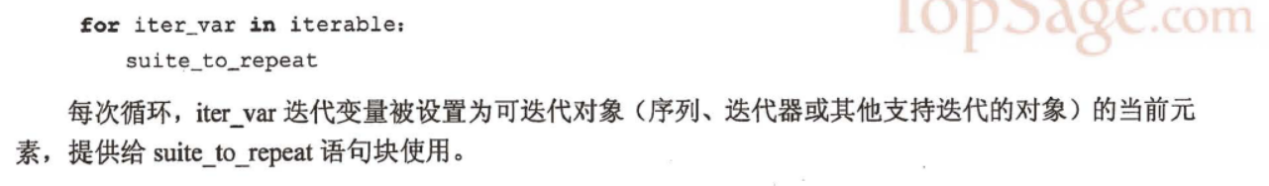 TopSage.com
for iter_var in iterable:
suite_to_repeat
每次循环，iter_var 迭代变量被设置为可迭代对象（序列、迭代器或其他支持迭代的对象）的当前元
素，提供给 suite_to_repeat 语句块使用。